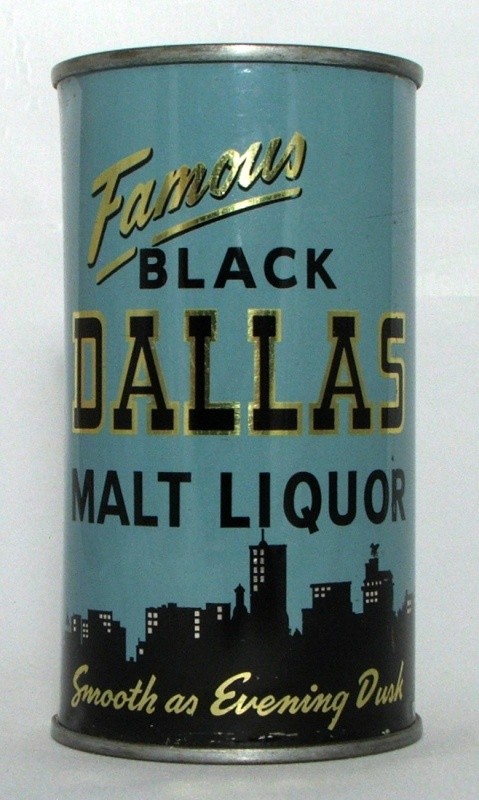 Famous
BLACK
DALLAS
MALT LIQUOR
Smooth as Evening Dusk